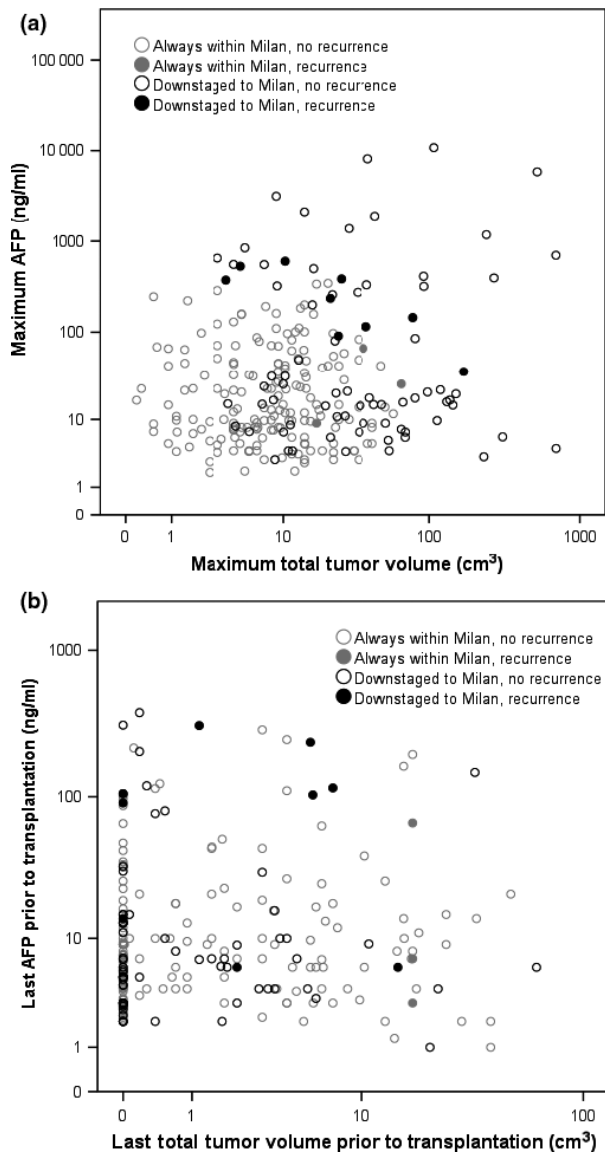 (a)
Always within Milan, no recurrence
Always within Milan, recurrence
Downstaged to Milan, no recurrence
Downstaged to Milan, recurrence
Maximum AFP (ng/ml)
100 000
10 000
1000
100
10
1
0
0 1 10 100 1000
Maximum total tumor volume (cm³)
(b)
Always within Milan, no recurrence
Always within Milan, recurrence
Downstaged to Milan, no recurrence
Downstaged to Milan, recurrence
Last AFP prior to transplantation (ng/ml)
1000
100
10
1
0
0 1 10 100
Last total tumor volume prior to transplantation (cm³)